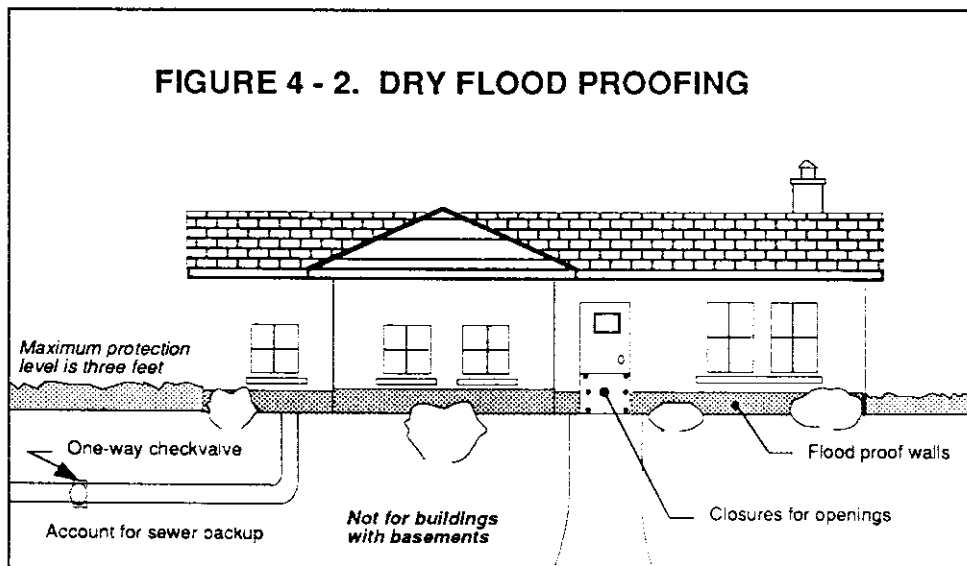 FIGURE 4 - 2. DRY FLOOD PROOFING
Maximum protection
level is three feet
One-way checkvalve
Flood proof walls
Account for sewer backup
Not for buildings
with basements
Closures for openings